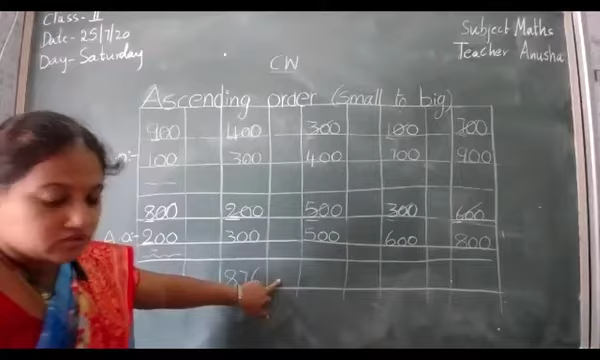 Class - II
Date - 25/7/20
Day - Saturday
Subject Maths
Teacher Anusha
CW
Ascending order (small to big)
900 400 300 100 700
100 300 400 700 900
800 200 500 300 600
A.o:- 200 300 500 600 800